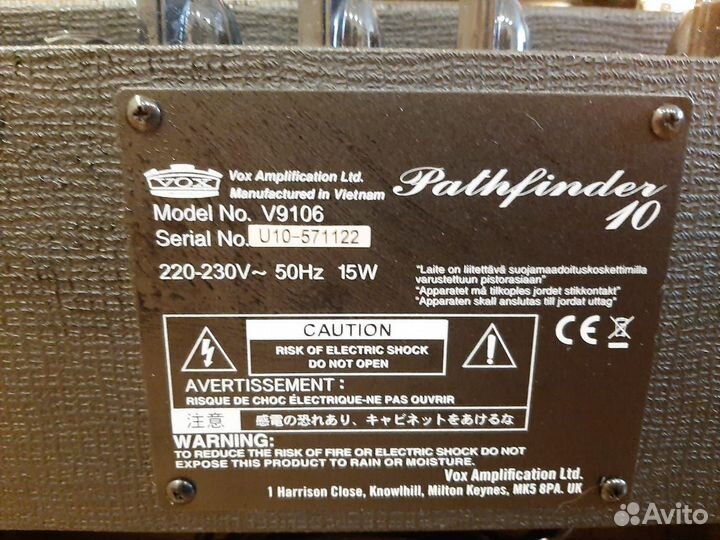 VOX
Vox Amplification Ltd.
Manufactured in Vietnam
Pathfinder
10
Model No. V9106
Serial No. U10-571122
220-230V~ 50Hz 15W
"Laite on liitettävä suojamaadoituskoskettimilla
varustettuun pistorasiaan"
"Apparatet må tilkoples jordet stikkontakt"
"Apparaten skall anslutas till jordat uttag"
CAUTION
RISK OF ELECTRIC SHOCK
DO NOT OPEN
CE
AVERTISSEMENT :
RISQUE DE CHOC ÉLECTRIQUE-NE PAS OUVRIR
注意 感電の恐れあり、キャビネットをあけるな
WARNING:
TO REDUCE THE RISK OF FIRE OR ELECTRIC SHOCK DO NOT
EXPOSE THIS PRODUCT TO RAIN OR MOISTURE.
Vox Amplification Ltd.
1 Harrison Close, Knowlhill, Milton Keynes, MK5 8PA. UK
Avito